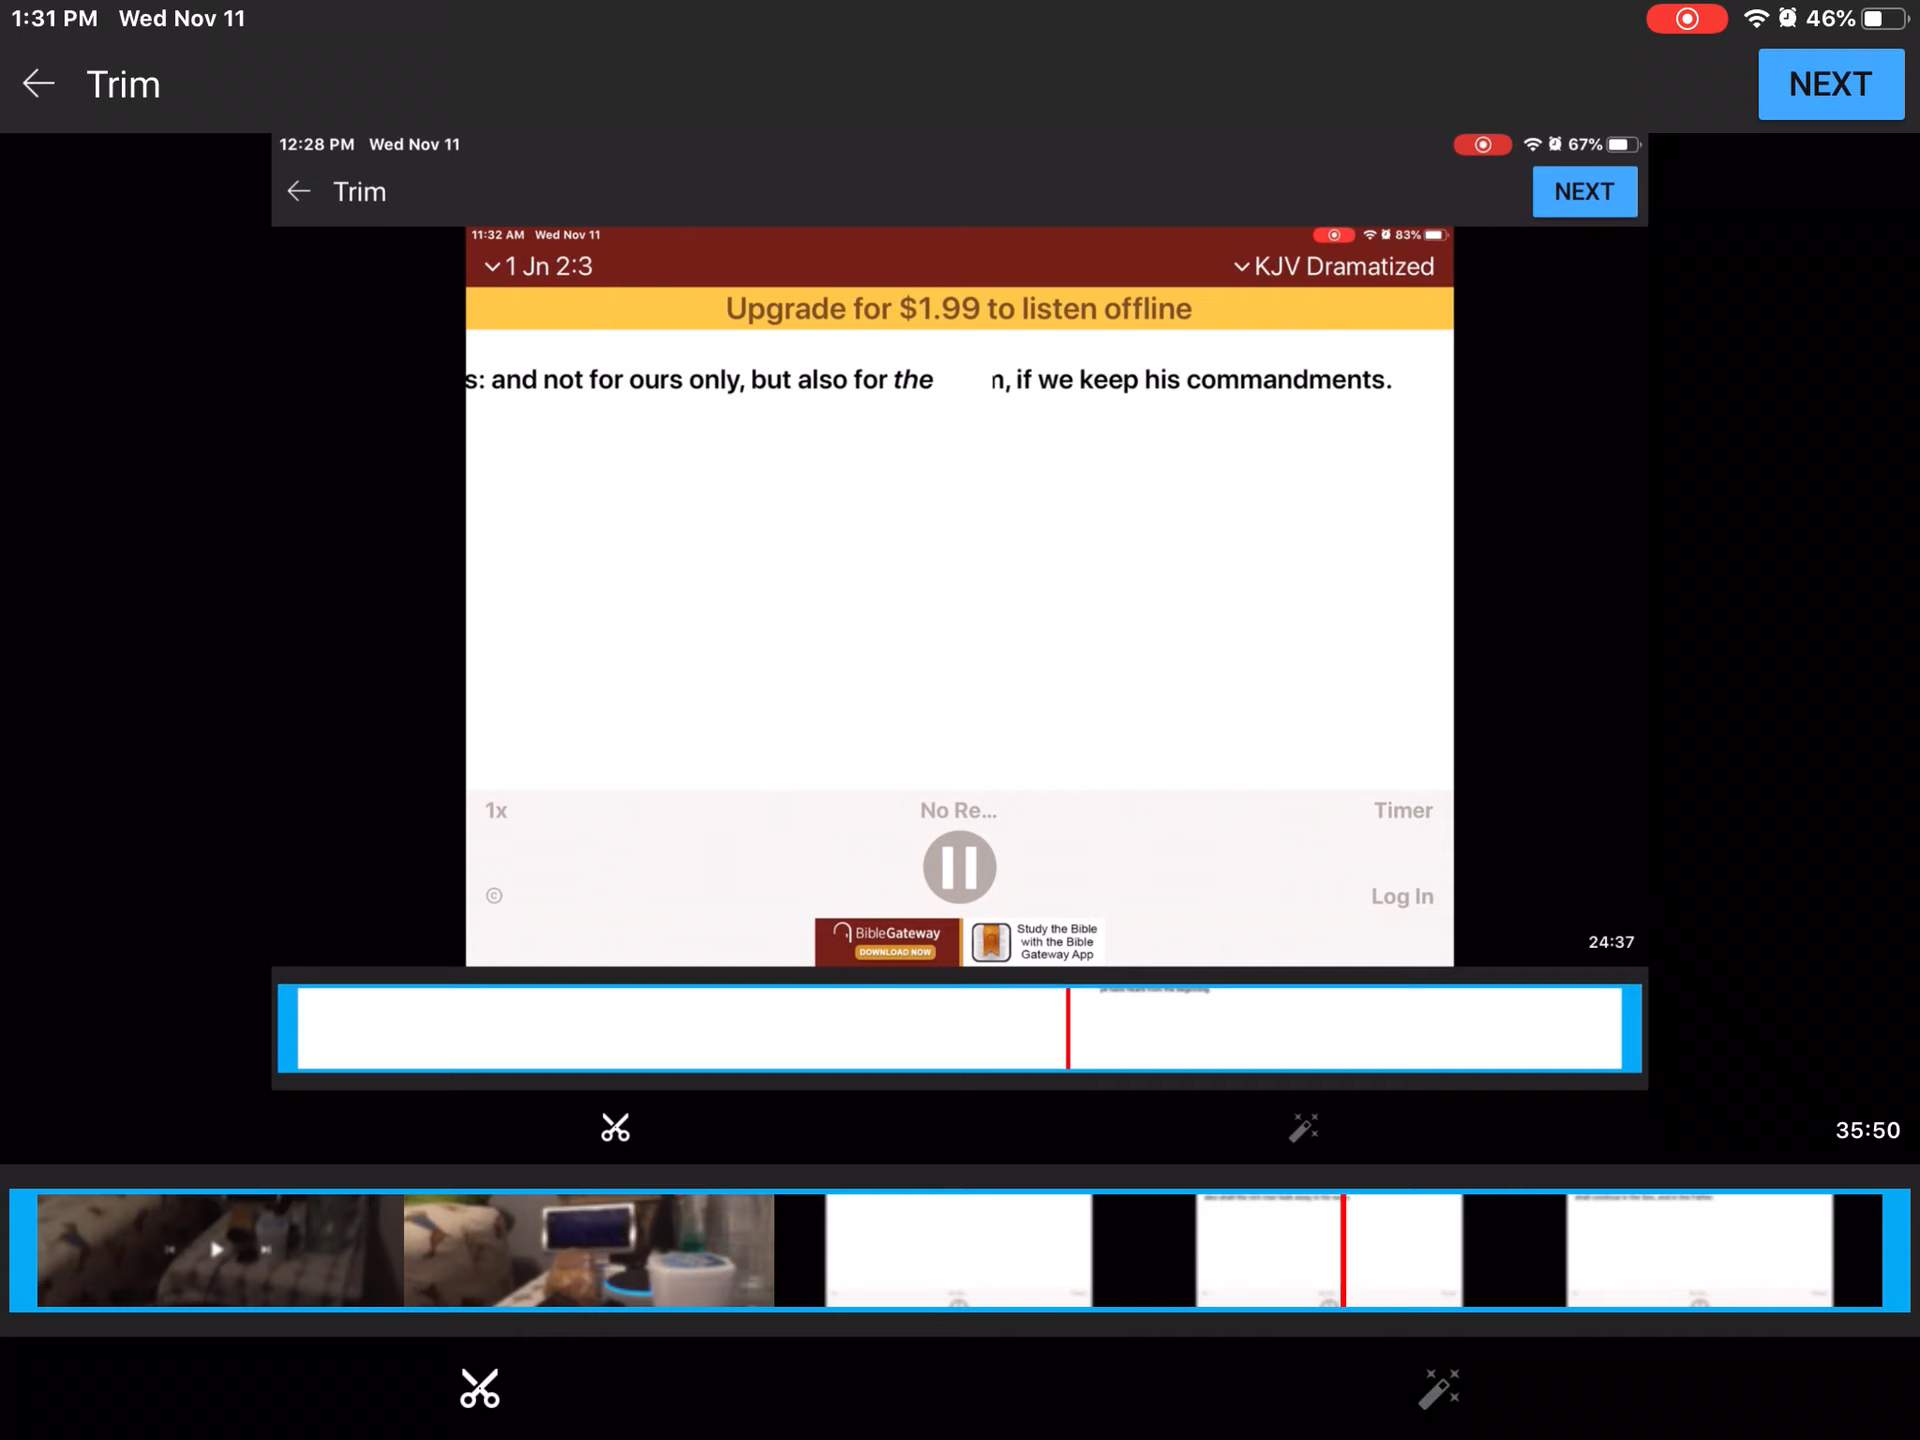 1:31 PM Wed Nov 11 46%
Trim NEXT
12:28 PM Wed Nov 11 67%
Trim NEXT
11:32 AM Wed Nov 11 83%
1 Jn 2:3 KJV Dramatized
Upgrade for $1.99 to listen offline
s: and not for ours only, but also for the n, if we keep his commandments.
1x No Re... Timer
© Log In
BibleGateway
DOWNLOAD NOW
Study the Bible
with the Bible
Gateway App
24:37
35:50